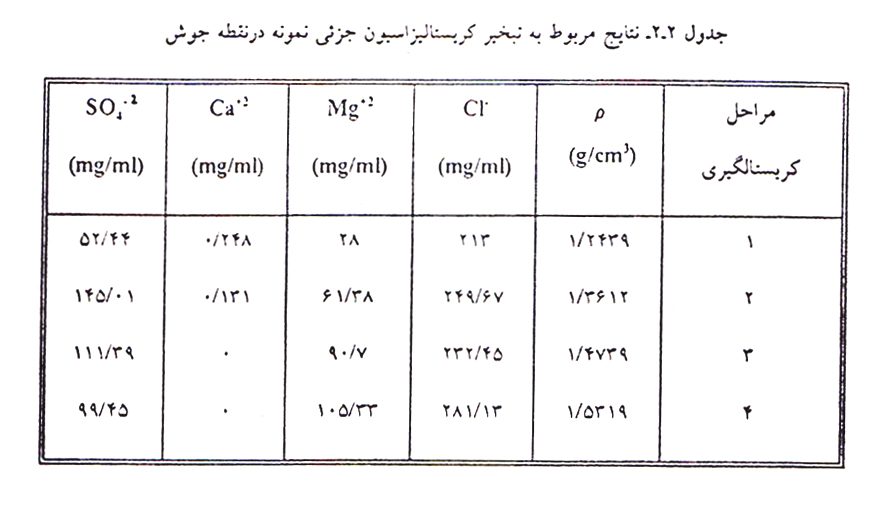 جدول ۲ـ۲ـ نتایج مربوط به تبخیر کریستالیزاسیون جزئی نمونه درنقطه جوش
مراحل کریستالگیری ρ (g/cm³) Cl⁻ (mg/ml) Mg⁺² (mg/ml) Ca⁺² (mg/ml) SO₄⁻² (mg/ml)
۱ ۱/۲۴۳۹ ۲۱۳ ۲۸ ۰/۲۴۸ ۵۲/۴۴
۲ ۱/۳۶۱۲ ۲۴۹/۶۷ ۶۱/۳۸ ۰/۱۳۱ ۱۴۵/۰۱
۳ ۱/۴۷۳۹ ۲۳۲/۴۵ ۹۰/۷ ۰ ۱۱۱/۳۹
۴ ۱/۵۳۱۹ ۲۸۱/۱۳ ۱۰۵/۳۳ ۰ ۹۹/۴۵